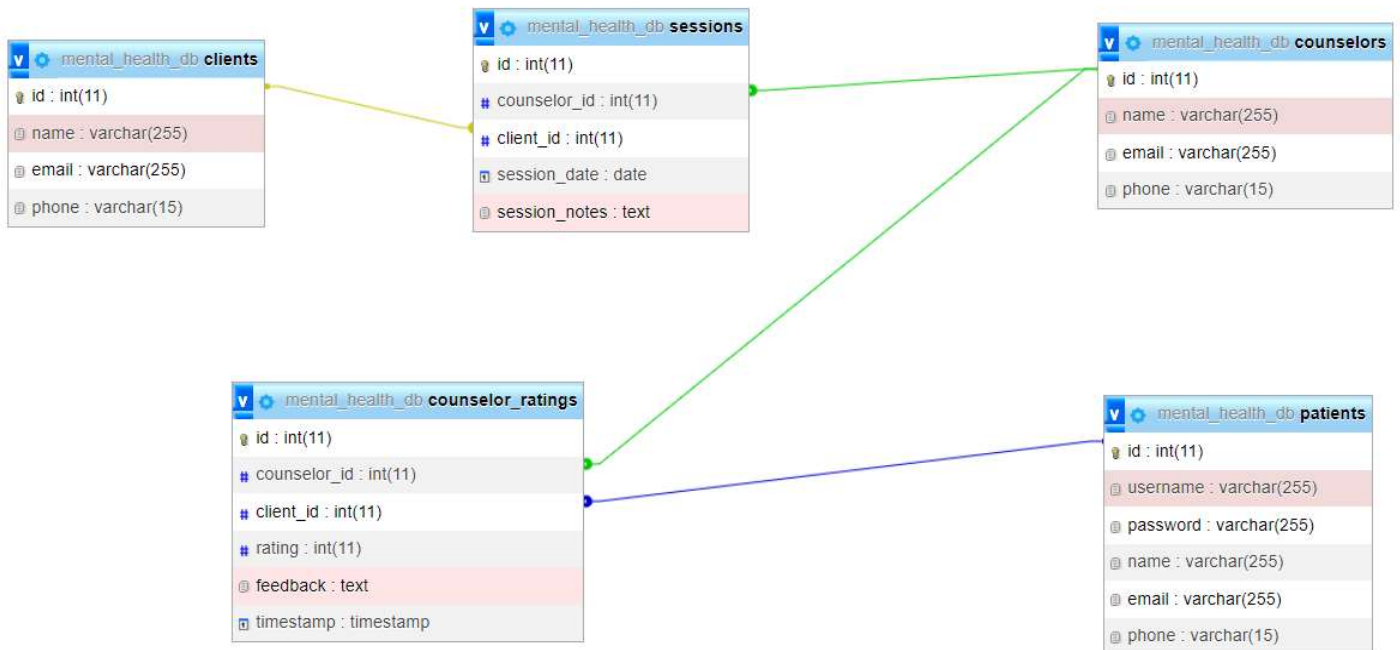 mental_health_db clients
id : int(11)
name : varchar(255)
email : varchar(255)
phone : varchar(15)
v mental_health_db sessions
id : int(11)
# counselor_id : int(11)
# client_id : int(11)
session_date : date
session_notes : text
v mental_health_db counselors
id : int(11)
name : varchar(255)
email : varchar(255)
phone : varchar(15)
v mental_health_db counselor_ratings
id : int(11)
# counselor_id : int(11)
# client_id : int(11)
# rating : int(11)
feedback : text
timestamp : timestamp
v mental_health_db patients
id : int(11)
username : varchar(255)
password : varchar(255)
name : varchar(255)
email : varchar(255)
phone : varchar(15)